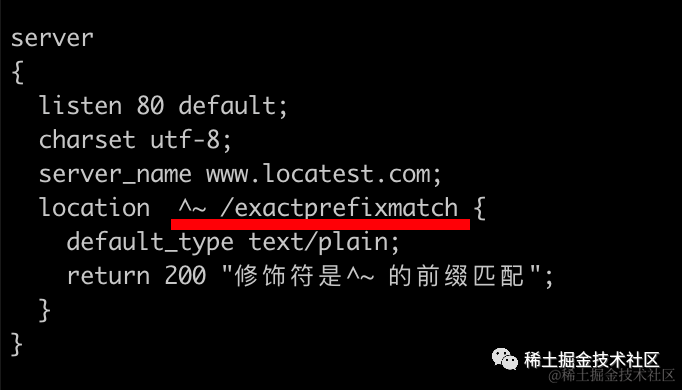 server
{
  listen 80 default;
  charset utf-8;
  server_name www.locatest.com;
  location  ^~ /exactprefixmatch {
    default_type text/plain;
    return 200 "修饰符是^~ 的前缀匹配";
  }
}
稀土掘金技术社区
@稀土掘金技术社区